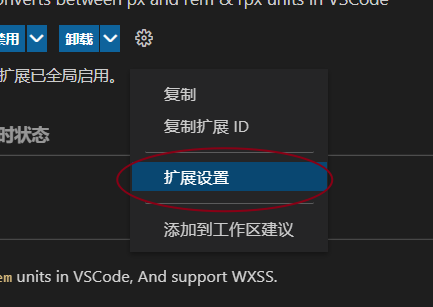 onverts between px and rem & rpx units in VSCode
禁用 卸载
扩展已全局启用。
复制
复制扩展 ID
时状态
扩展设置
添加到工作区建议
em units in VSCode, And support WXSS.